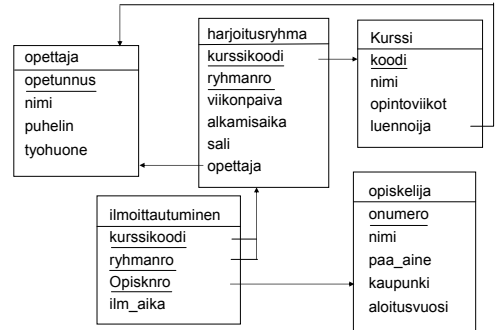 opettaja
opetunnus
nimi
puhelin
tyohuone
harjoitusryhma
kurssikoodi
ryhmanro
viikonpaiva
alkamisaika
sali
opettaja
Kurssi
koodi
nimi
opintoviikot
luennoija
ilmoittautuminen
kurssikoodi
ryhmanro
Opisknro
ilm_aika
opiskelija
onumero
nimi
paa_aine
kaupunki
aloitusvuosi